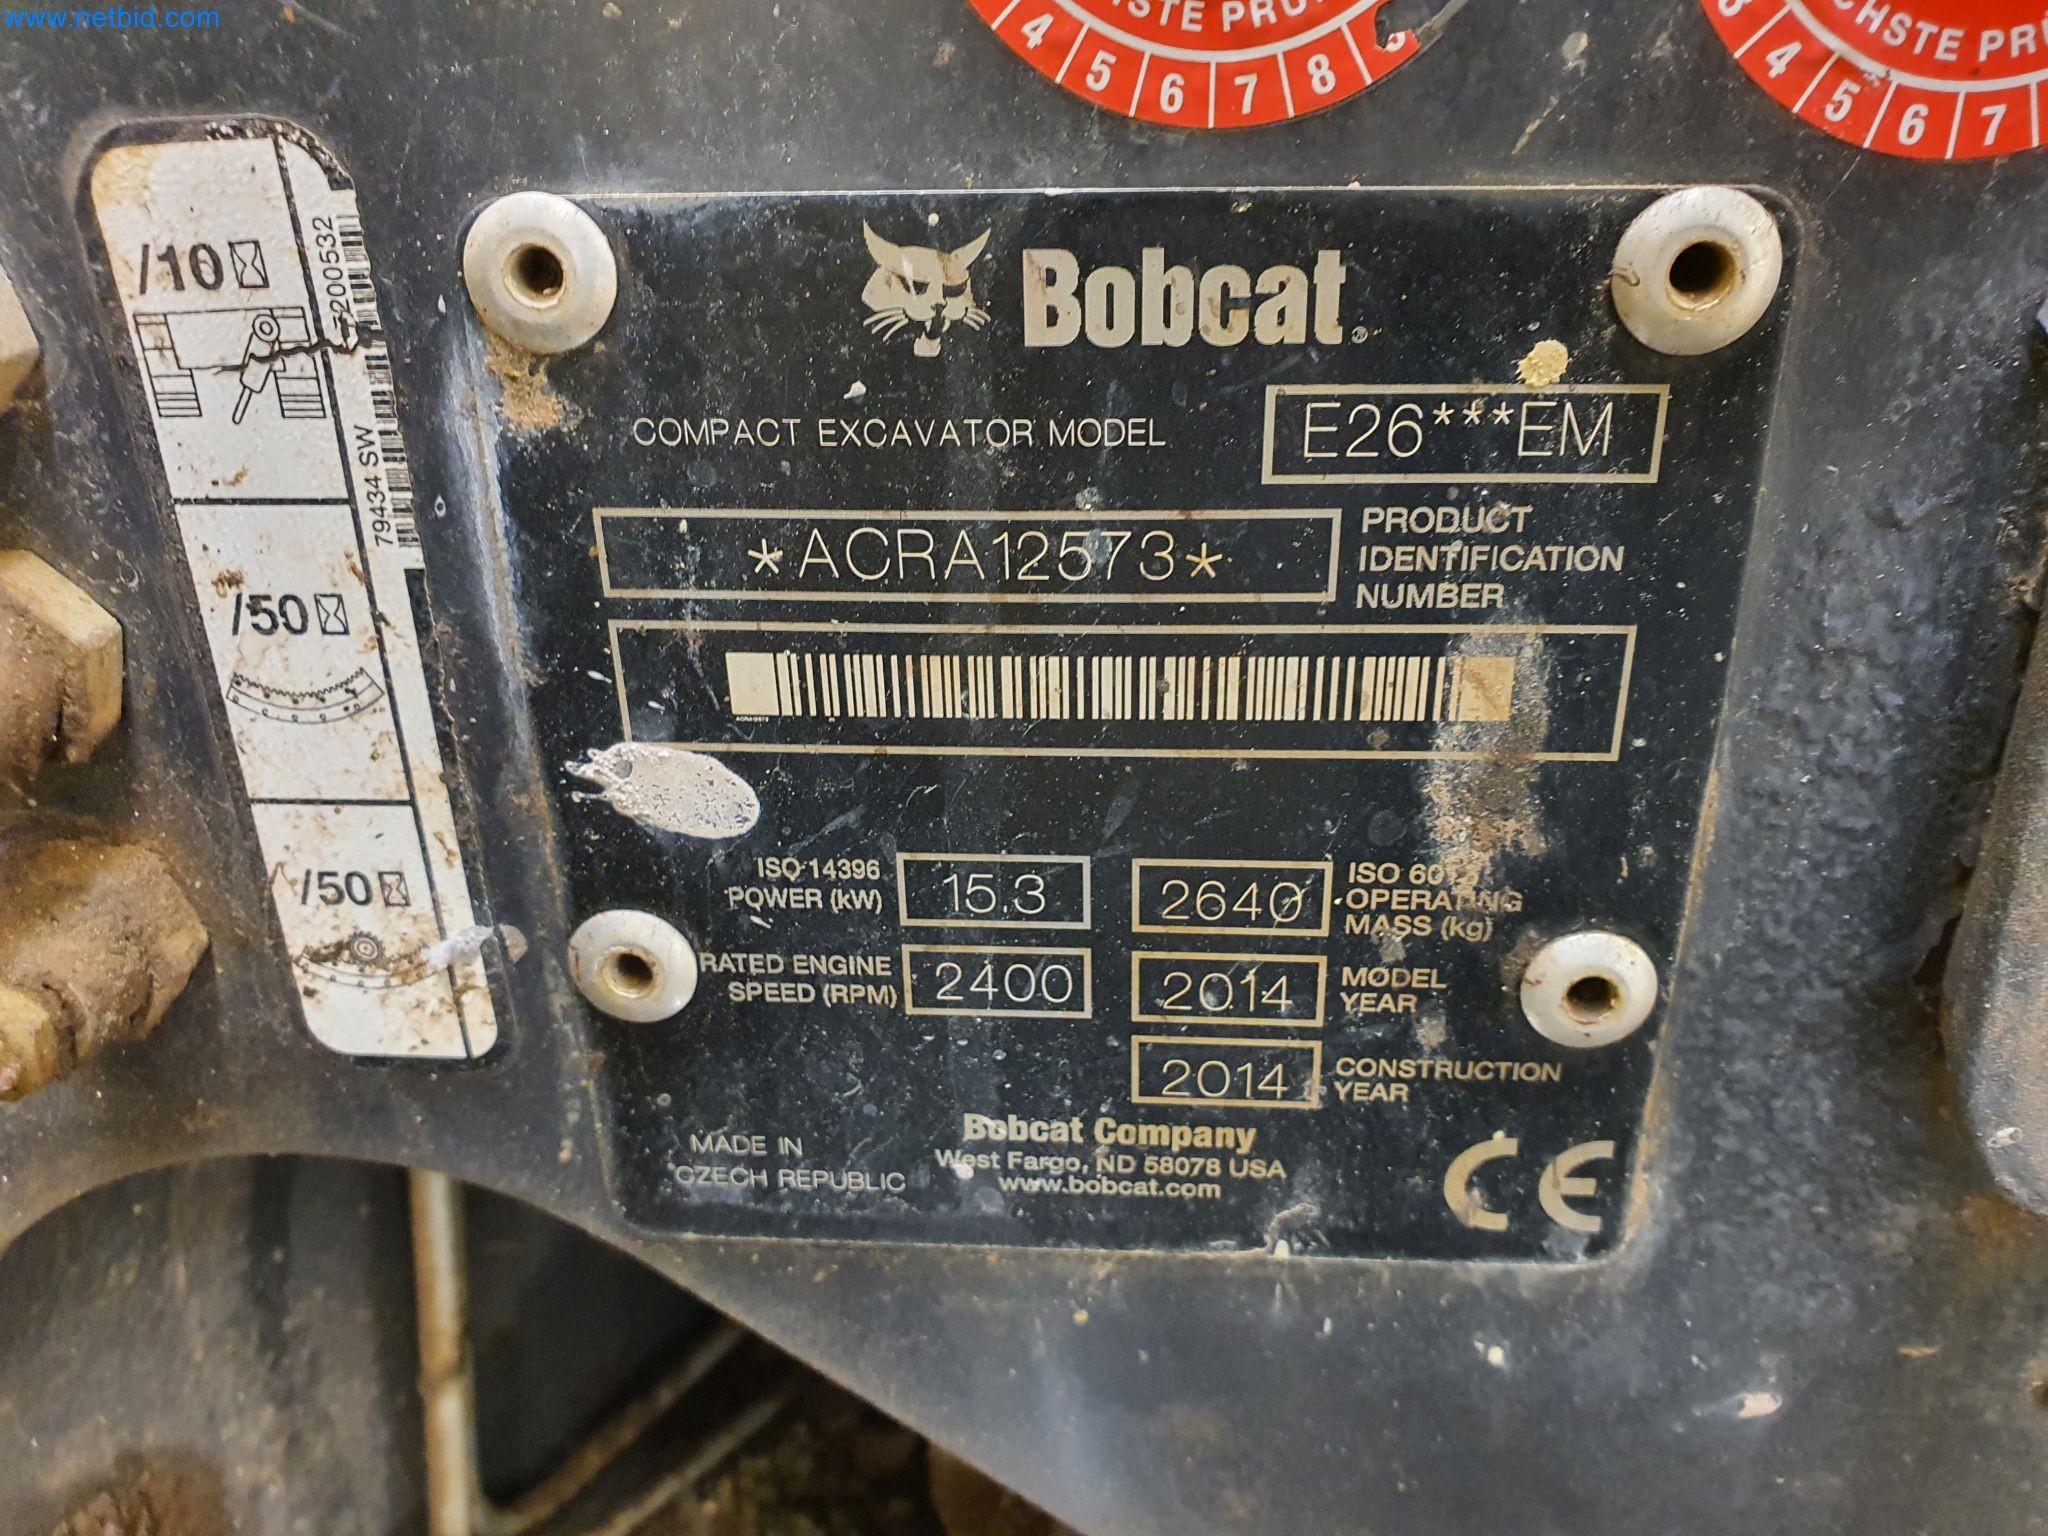 www.netbid.com
4 5 6 7 8
4 5 6 7
/10
7200532
79434 SW
/50
/50
Bobcat
COMPACT EXCAVATOR MODEL E26***EM
*ACRA12573* PRODUCT
IDENTIFICATION
NUMBER
ACRA12573
ISO 14396
POWER (kW) 15.3
2640 ISO
OPERATING
MASS (kg)
RATED ENGINE
SPEED (RPM) 2400
2014 MODEL
YEAR
2014 CONSTRUCTION
YEAR
MADE IN
CZECH REPUBLIC
Bobcat Company
West Fargo, ND 58078 USA
www.bobcat.com
CE